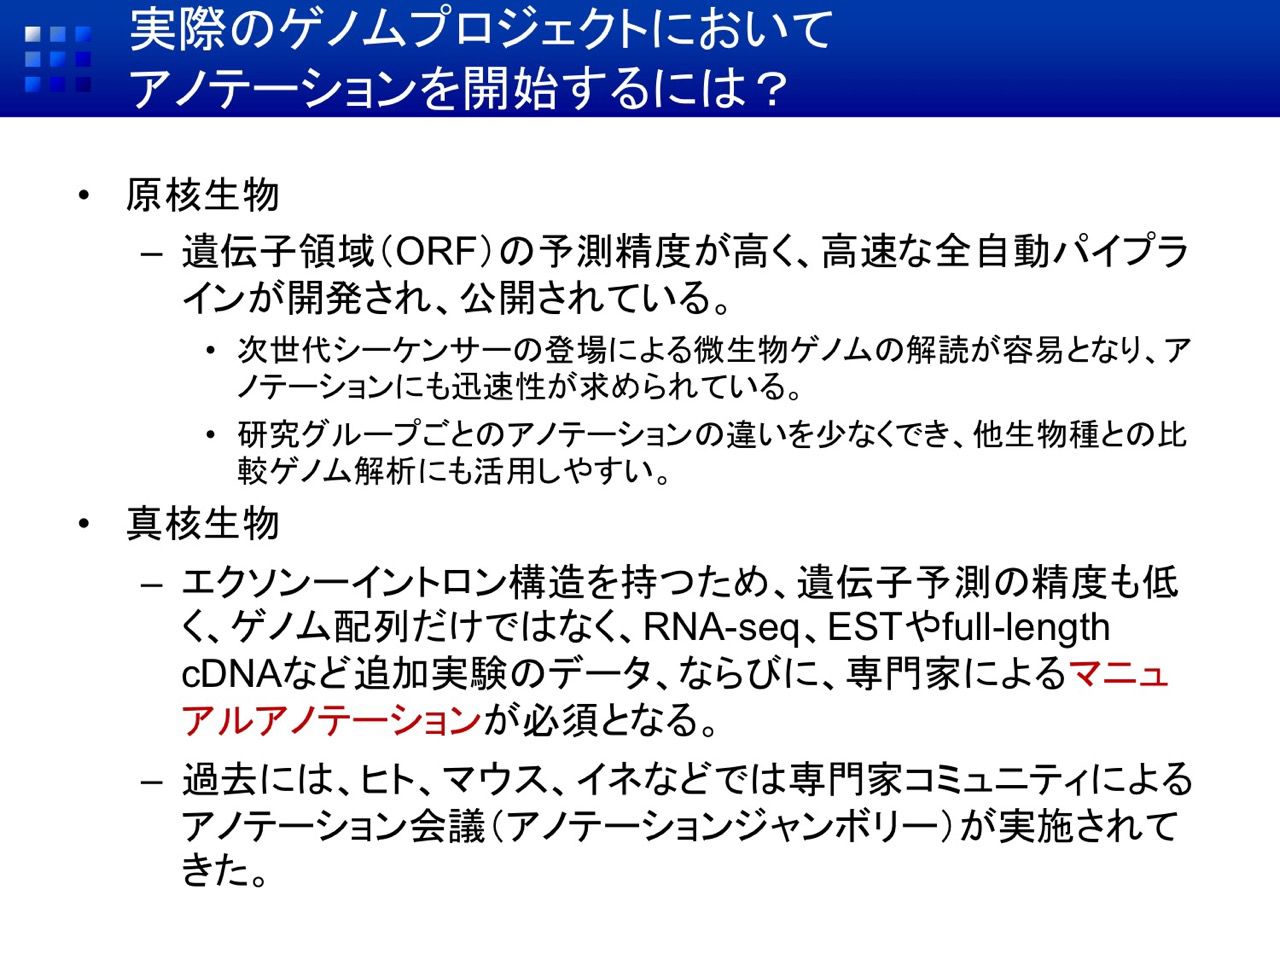 実際のゲノムプロジェクトにおいて
アノテーションを開始するには？
• 原核生物
– 遺伝子領域（ORF）の予測精度が高く、高速な全自動パイプラ
インが開発され、公開されている。
• 次世代シーケンサーの登場による微生物ゲノムの解読が容易となり、ア
ノテーションにも迅速性が求められている。
• 研究グループごとのアノテーションの違いを少なくでき、他生物種との比
較ゲノム解析にも活用しやすい。
• 真核生物
– エクソンーイントロン構造を持つため、遺伝子予測の精度も低
く、ゲノム配列だけではなく、RNA-seq、ESTやfull-length
cDNAなど追加実験のデータ、ならびに、専門家によるマニュ
アルアノテーションが必須となる。
– 過去には、ヒト、マウス、イネなどでは専門家コミュニティによる
アノテーション会議（アノテーションジャンボリー）が実施されて
きた。